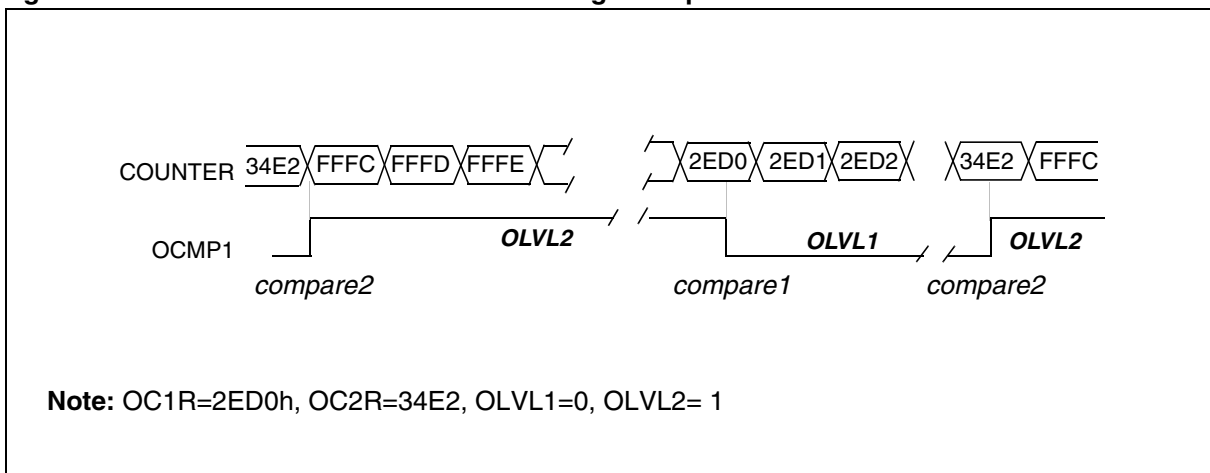 COUNTER 34E2 FFFC FFFD FFFE 2ED0 2ED1 2ED2 34E2 FFFC
OCMP1 OLVL2 OLVL1 OLVL2
compare2 compare1 compare2
Note: OC1R=2ED0h, OC2R=34E2, OLVL1=0, OLVL2= 1